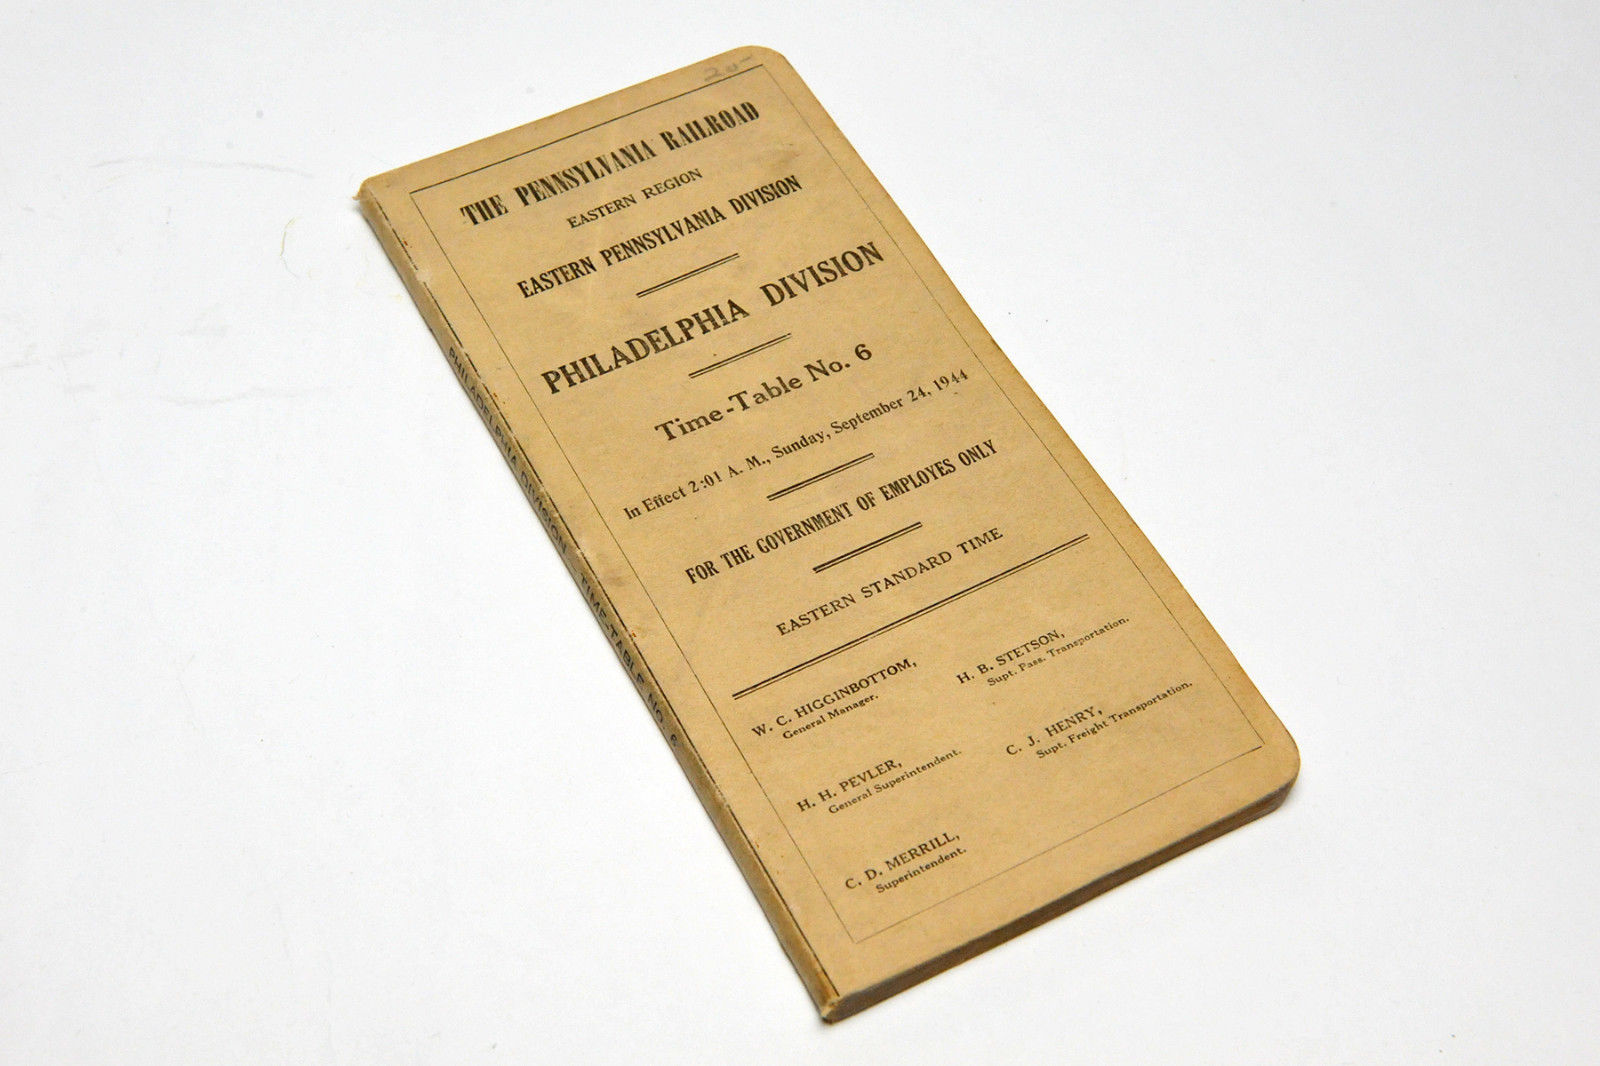 THE PENNSYLVANIA RAILROAD
EASTERN REGION
EASTERN PENNSYLVANIA DIVISION
PHILADELPHIA DIVISION
Time-Table No. 6
In Effect 2:01 A. M., Sunday, September 24, 1944
FOR THE GOVERNMENT OF EMPLOYES ONLY
EASTERN STANDARD TIME
W. C. HIGGINBOTTOM,
General Manager.
H. B. STETSON,
Supt. Pass. Transportation.
H. H. PEVLER,
General Superintendent.
C. J. HENRY,
Supt. Freight Transportation.
C. D. MERRILL,
Superintendent.
PHILADELPHIA DIVISION TIME-TABLE NO. 6